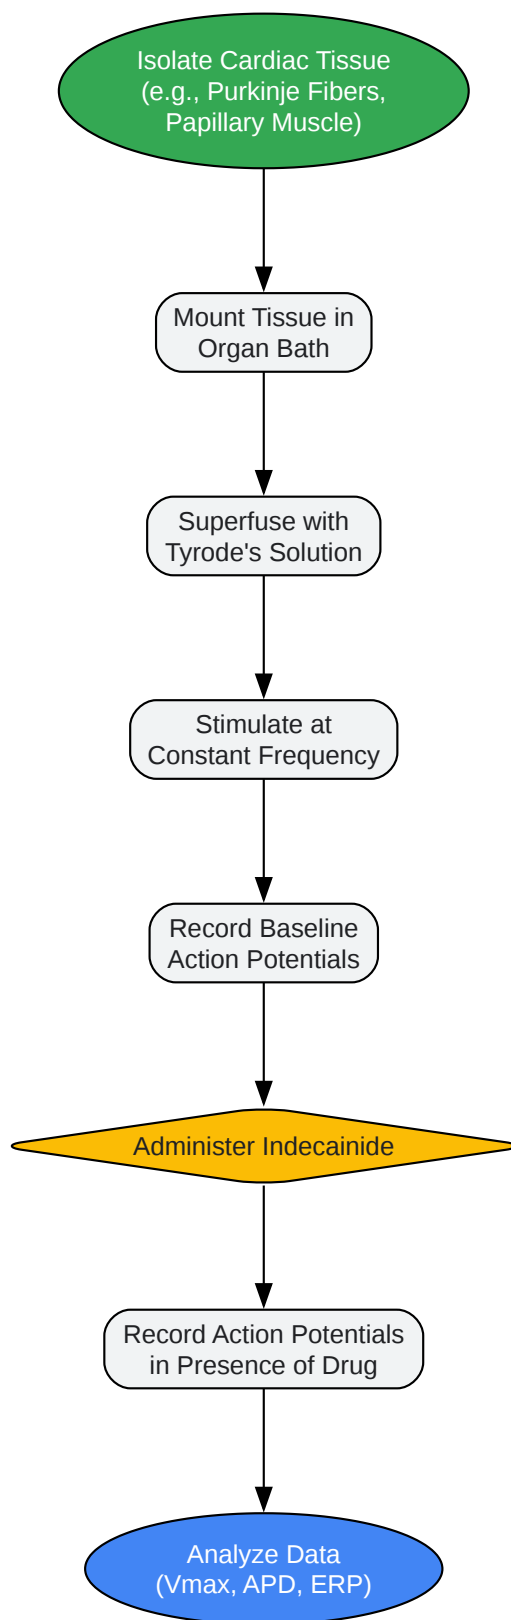 Isolate Cardiac Tissue
(e.g., Purkinje Fibers,
Papillary Muscle)
Mount Tissue in
Organ Bath
Superfuse with
Tyrode's Solution
Stimulate at
Constant Frequency
Record Baseline
Action Potentials
Administer Indecainide
Record Action Potentials
in Presence of Drug
Analyze Data
(Vmax, APD, ERP)